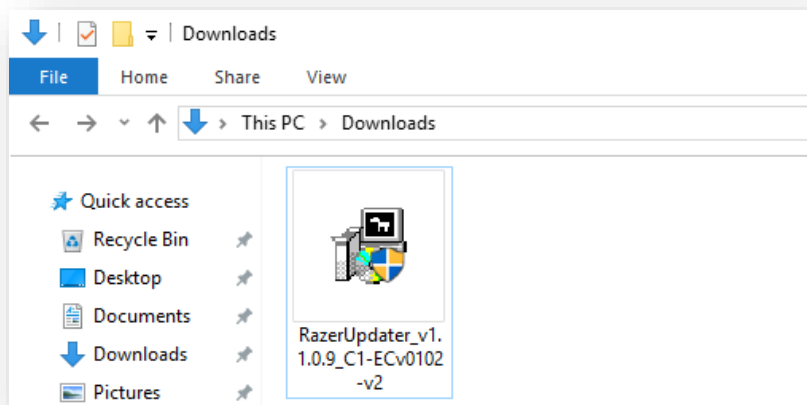 Downloads
File Home Share View
This PC > Downloads
Quick access
Recycle Bin
Desktop
Documents
Downloads
Pictures
RazerUpdater_v1.
1.0.9_C1-ECv0102
-v2